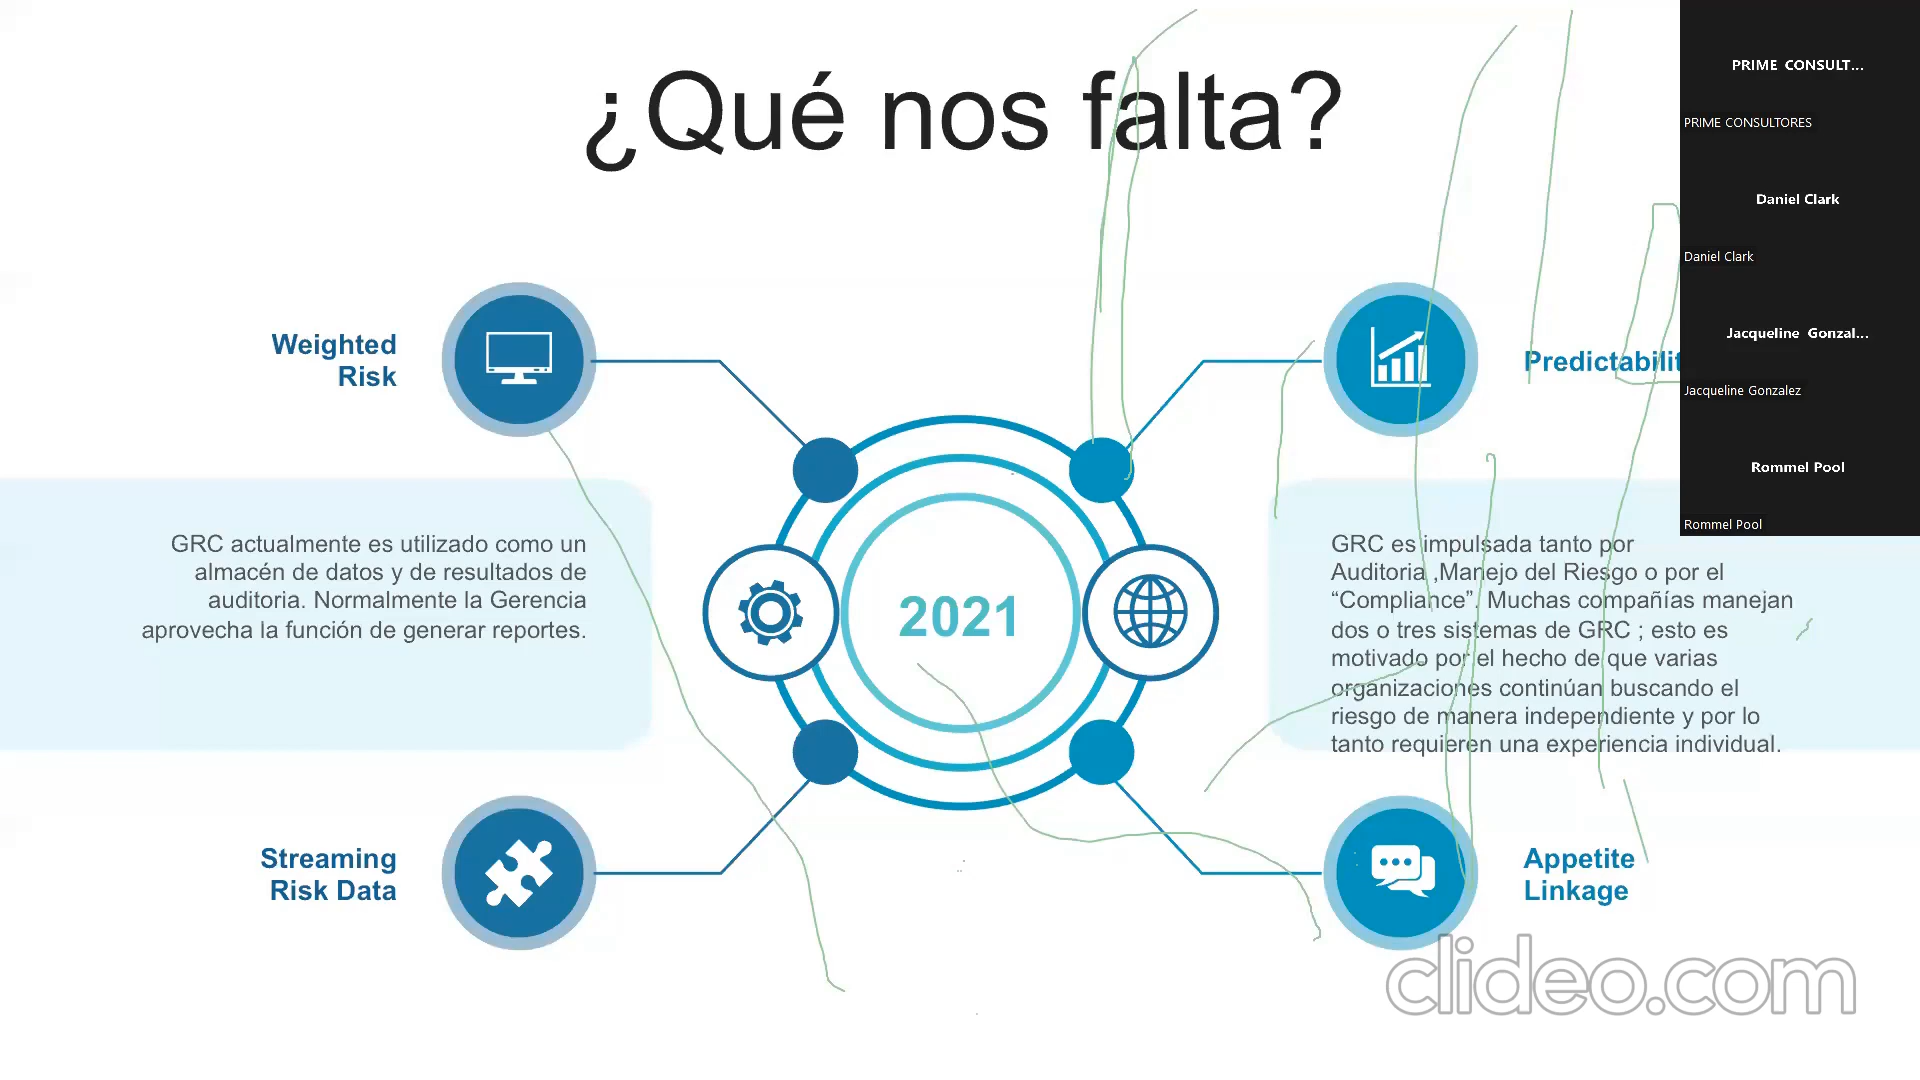 ¿Qué nos falta?
Weighted
Risk
GRC actualmente es utilizado como un
almacén de datos y de resultados de
auditoria. Normalmente la Gerencia
aprovecha la función de generar reportes.
Streaming
Risk Data
2021
Predictabilit
GRC es impulsada tanto por
Auditoria ,Manejo del Riesgo o por el
“Compliance”. Muchas compañías manejan
dos o tres sistemas de GRC ; esto es
motivado por el hecho de que varias
organizaciones continúan buscando el
riesgo de manera independiente y por lo
tanto requieren una experiencia individual.
Appetite
Linkage
PRIME CONSULT...
PRIME CONSULTORES
Daniel Clark
Daniel Clark
Jacqueline Gonzal...
Jacqueline Gonzalez
Rommel Pool
Rommel Pool
clideo.com